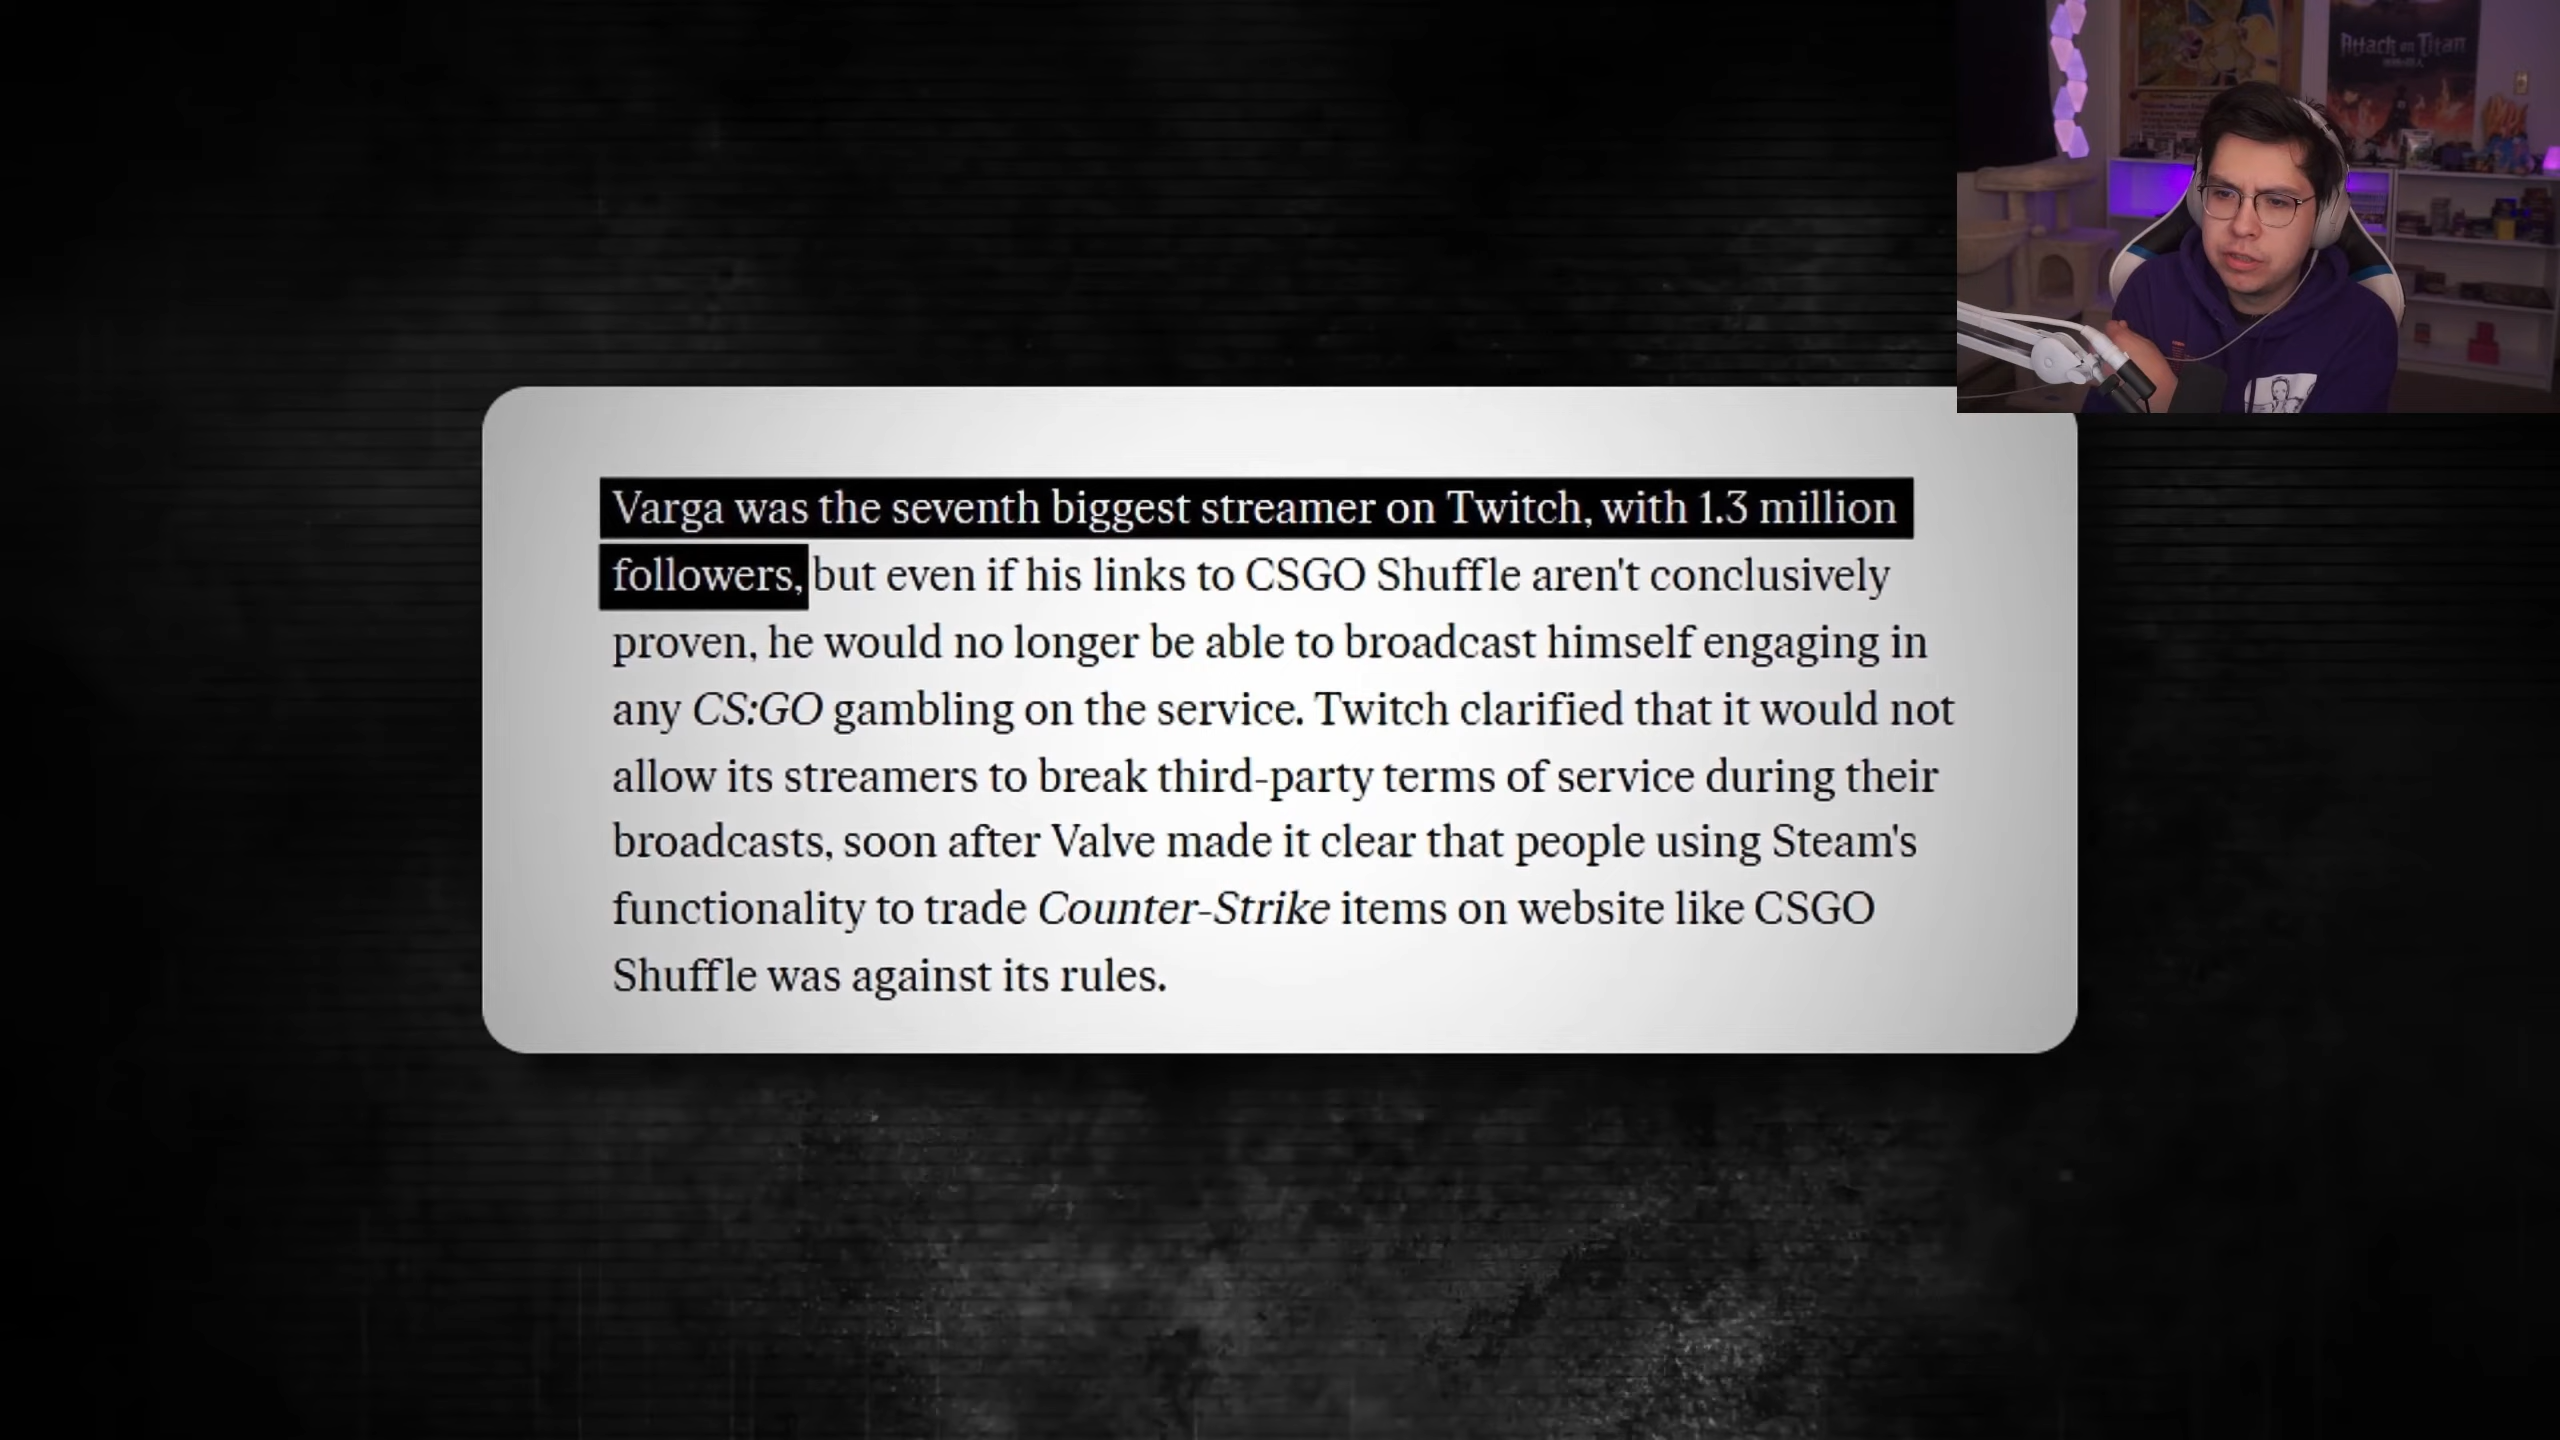 Attack on Titan
Varga was the seventh biggest streamer on Twitch, with 1.3 million
followers, but even if his links to CSGO Shuffle aren't conclusively
proven, he would no longer be able to broadcast himself engaging in
any CS:GO gambling on the service. Twitch clarified that it would not
allow its streamers to break third-party terms of service during their
broadcasts, soon after Valve made it clear that people using Steam's
functionality to trade Counter-Strike items on website like CSGO
Shuffle was against its rules.